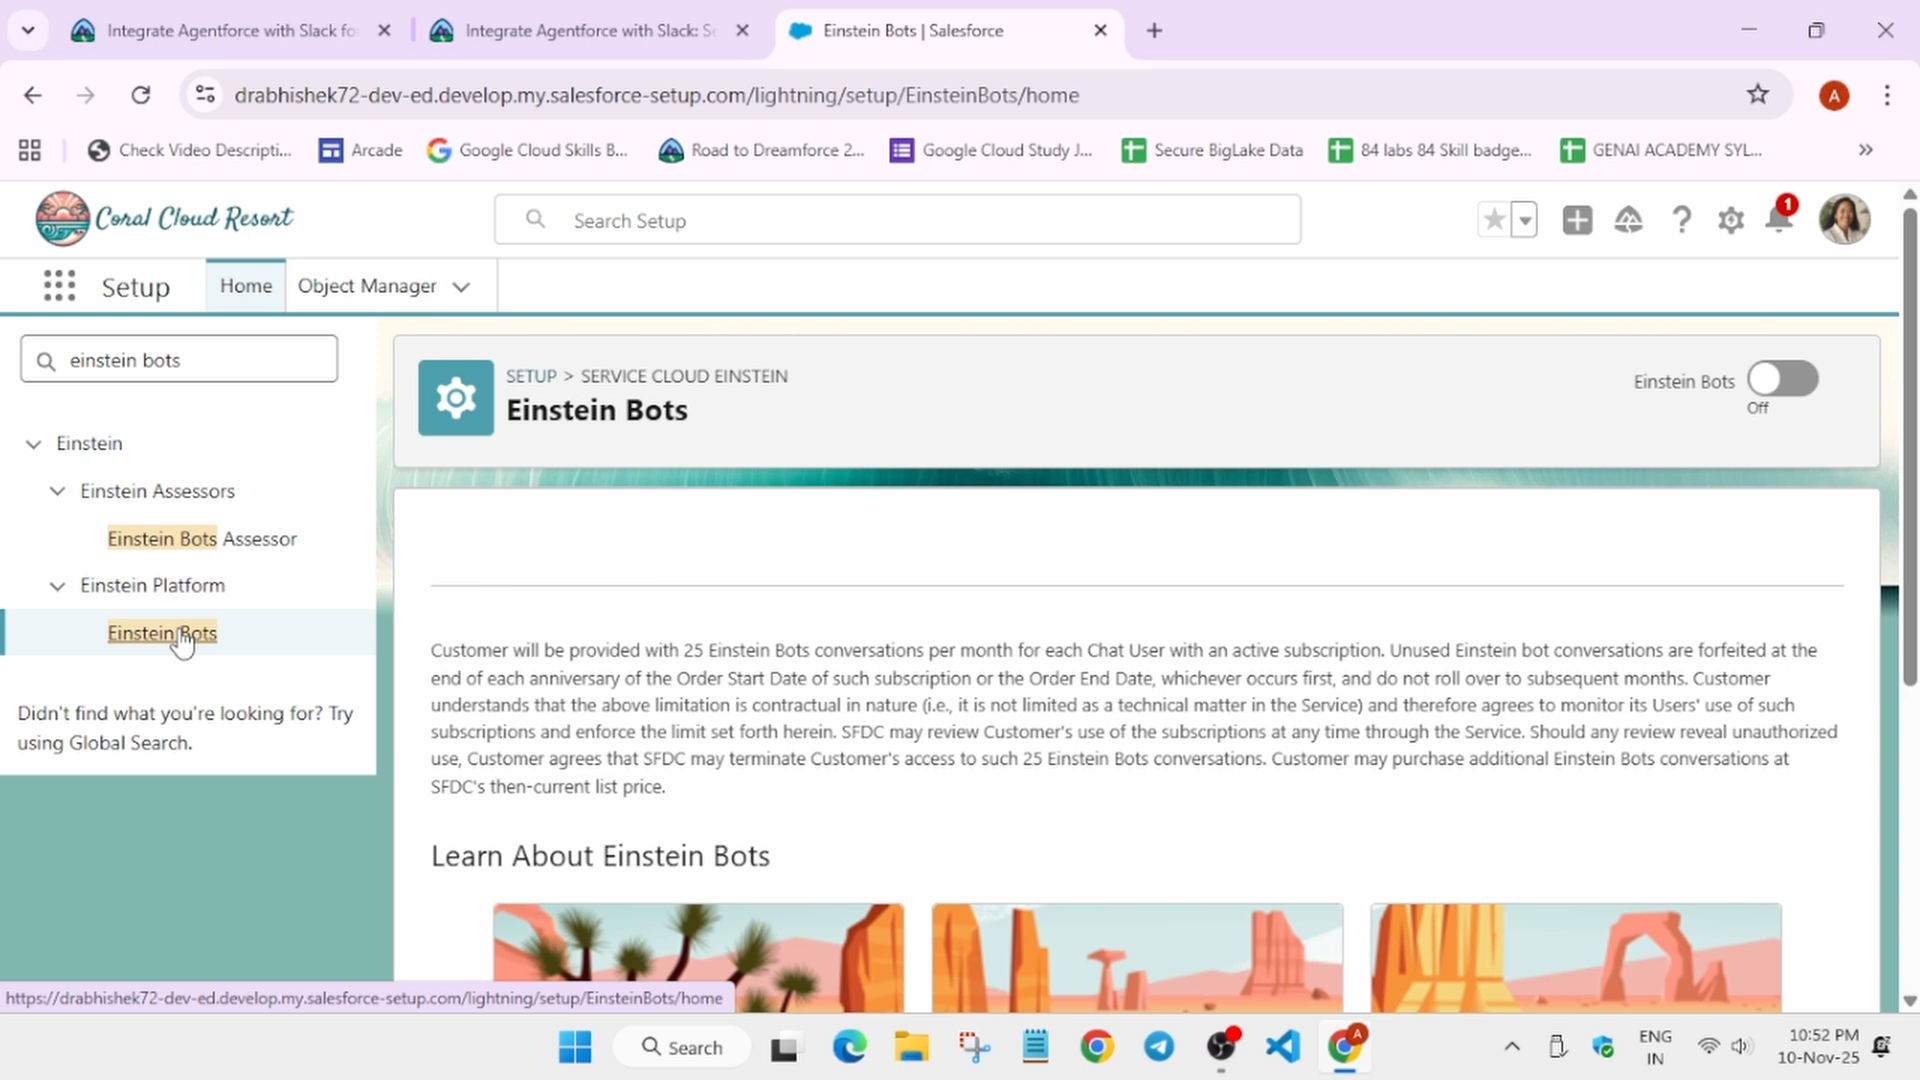 Integrate Agentforce with Slack fo
Integrate Agentforce with Slack: Se
Einstein Bots | Salesforce
drabhishek72-dev-ed.develop.my.salesforce-setup.com/lightning/setup/EinsteinBots/home
A
Check Video Descripti...
Arcade
Google Cloud Skills B...
Road to Dreamforce 2...
Google Cloud Study J...
Secure BigLake Data
84 labs 84 Skill badge...
GENAI ACADEMY SYL...
Coral Cloud Resort
Search Setup
1
Setup
Home
Object Manager
einstein bots
Einstein
Einstein Assessors
Einstein Bots Assessor
Einstein Platform
Einstein Bots
Didn't find what you're looking for? Try
using Global Search.
SETUP > SERVICE CLOUD EINSTEIN
Einstein Bots
Einstein Bots
Off
Customer will be provided with 25 Einstein Bots conversations per month for each Chat User with an active subscription. Unused Einstein bot conversations are forfeited at the
end of each anniversary of the Order Start Date of such subscription or the Order End Date, whichever occurs first, and do not roll over to subsequent months. Customer
understands that the above limitation is contractual in nature (i.e., it is not limited as a technical matter in the Service) and therefore agrees to monitor its Users' use of such
subscriptions and enforce the limit set forth herein. SFDC may review Customer's use of the subscriptions at any time through the Service. Should any review reveal unauthorized
use, Customer agrees that SFDC may terminate Customer's access to such 25 Einstein Bots conversations. Customer may purchase additional Einstein Bots conversations at
SFDC's then-current list price.
Learn About Einstein Bots
https://drabhishek72-dev-ed.develop.my.salesforce-setup.com/lightning/setup/EinsteinBots/home
Search
A
ENG
IN
10:52 PM
10-Nov-25